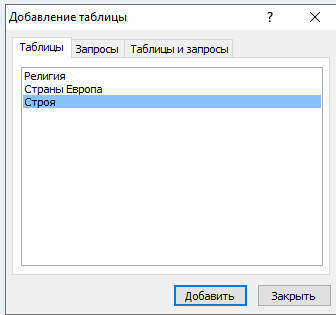 Добавление таблицы
Таблицы Запросы Таблицы и запросы
Религия
Страны Европа
Строя
Добавить Закрыть